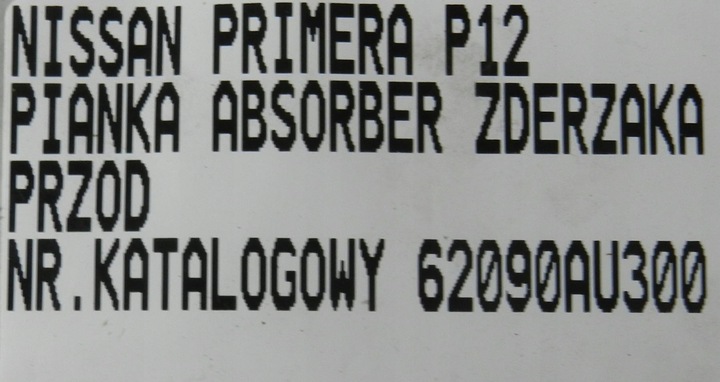 NISSAN PRIMERA P12
PIANKA ABSORBER ZDERZAKA
PRZOD
NR.KATALOGOWY 62090AU300